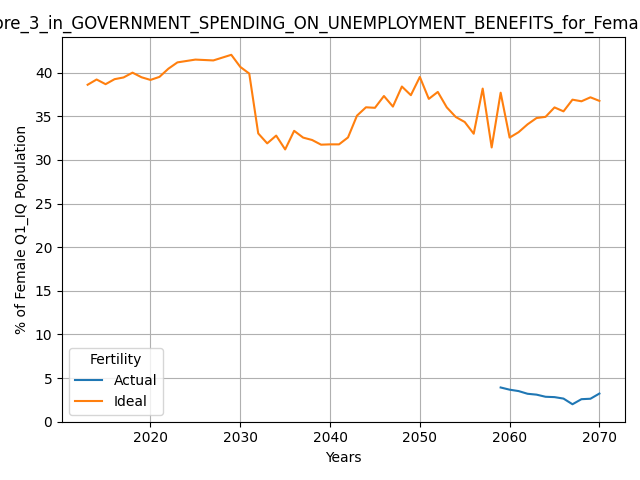 ore_3_in_GOVERNMENT_SPENDING_ON_UNEMPLOYMENT_BENEFITS_for_Fema
40
35
30
25
20
15
10
5
0
% of Female Q1_IQ Population
Fertility
Actual
Ideal
2020 2030 2040 2050 2060 2070
Years